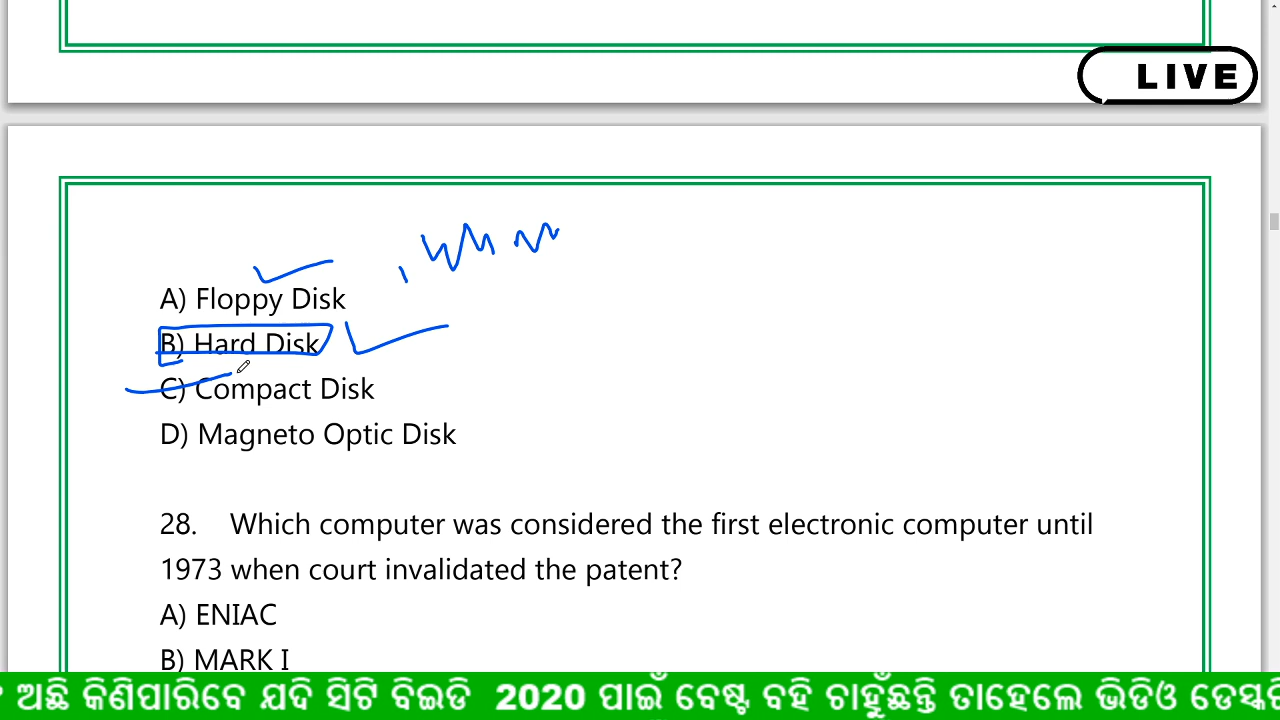 LIVE
A) Floppy Disk
B) Hard Disk
C) Compact Disk
D) Magneto Optic Disk
28. Which computer was considered the first electronic computer until
1973 when court invalidated the patent?
A) ENIAC
B) MARK I
ଅଛି କିଣିପାରିବେ ଯଦି ସିଟି ବିଇଡି 2020 ପାଇଁ ବେଷ୍ଟ ବହି ଚାହୁଁଛନ୍ତି ତାହେଲେ ଭିଡିଓ